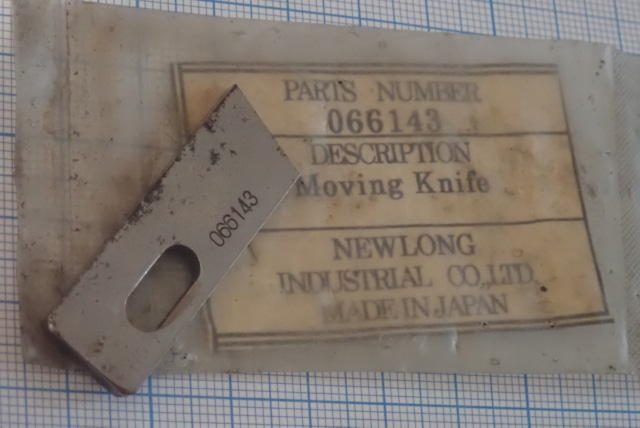 PARTS NUMBER
066143
DESCRIPTION
Moving Knife
NEWLONG
INDUSTRIAL CO.,LTD.
MADE IN JAPAN
066143